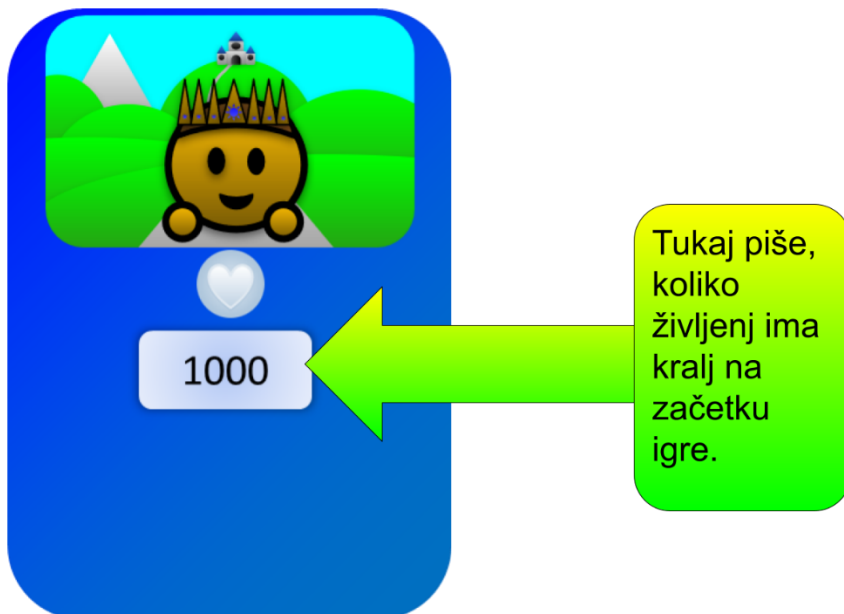 1000
Tukaj piše,
koliko
življenj ima
kralj na
začetku
igre.